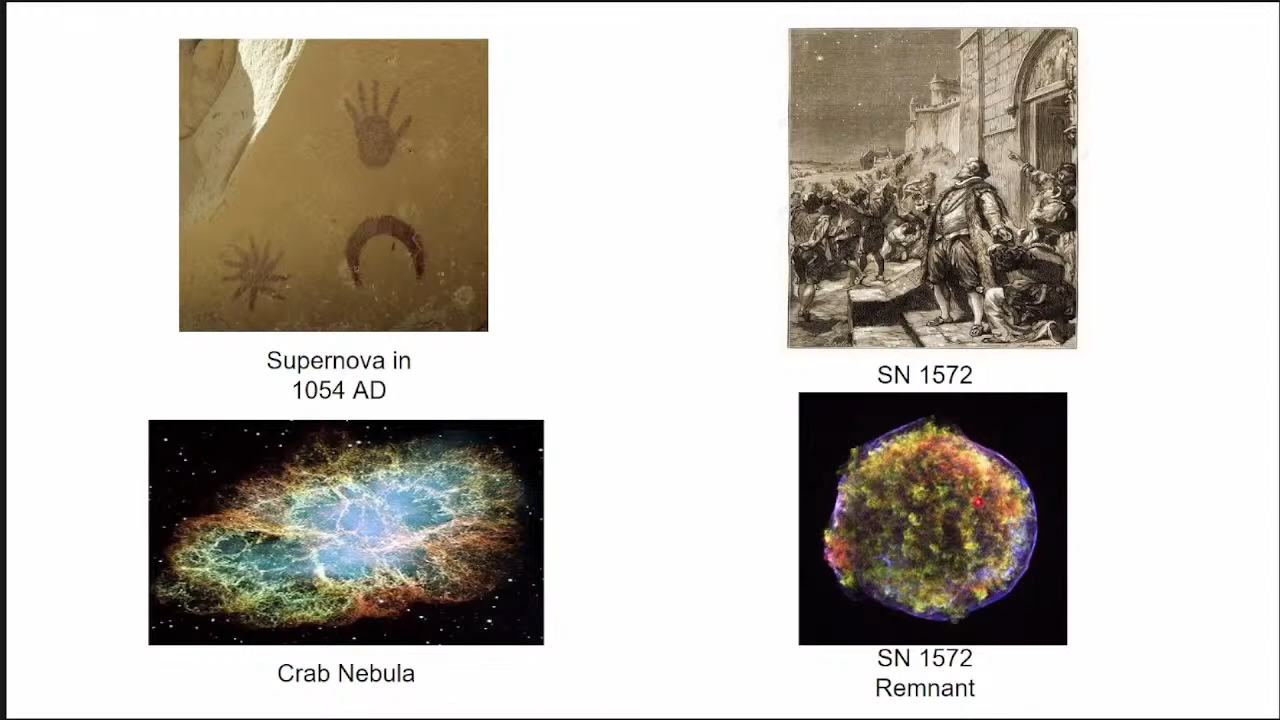 Supernova in
1054 AD
Crab Nebula
SN 1572
SN 1572
Remnant